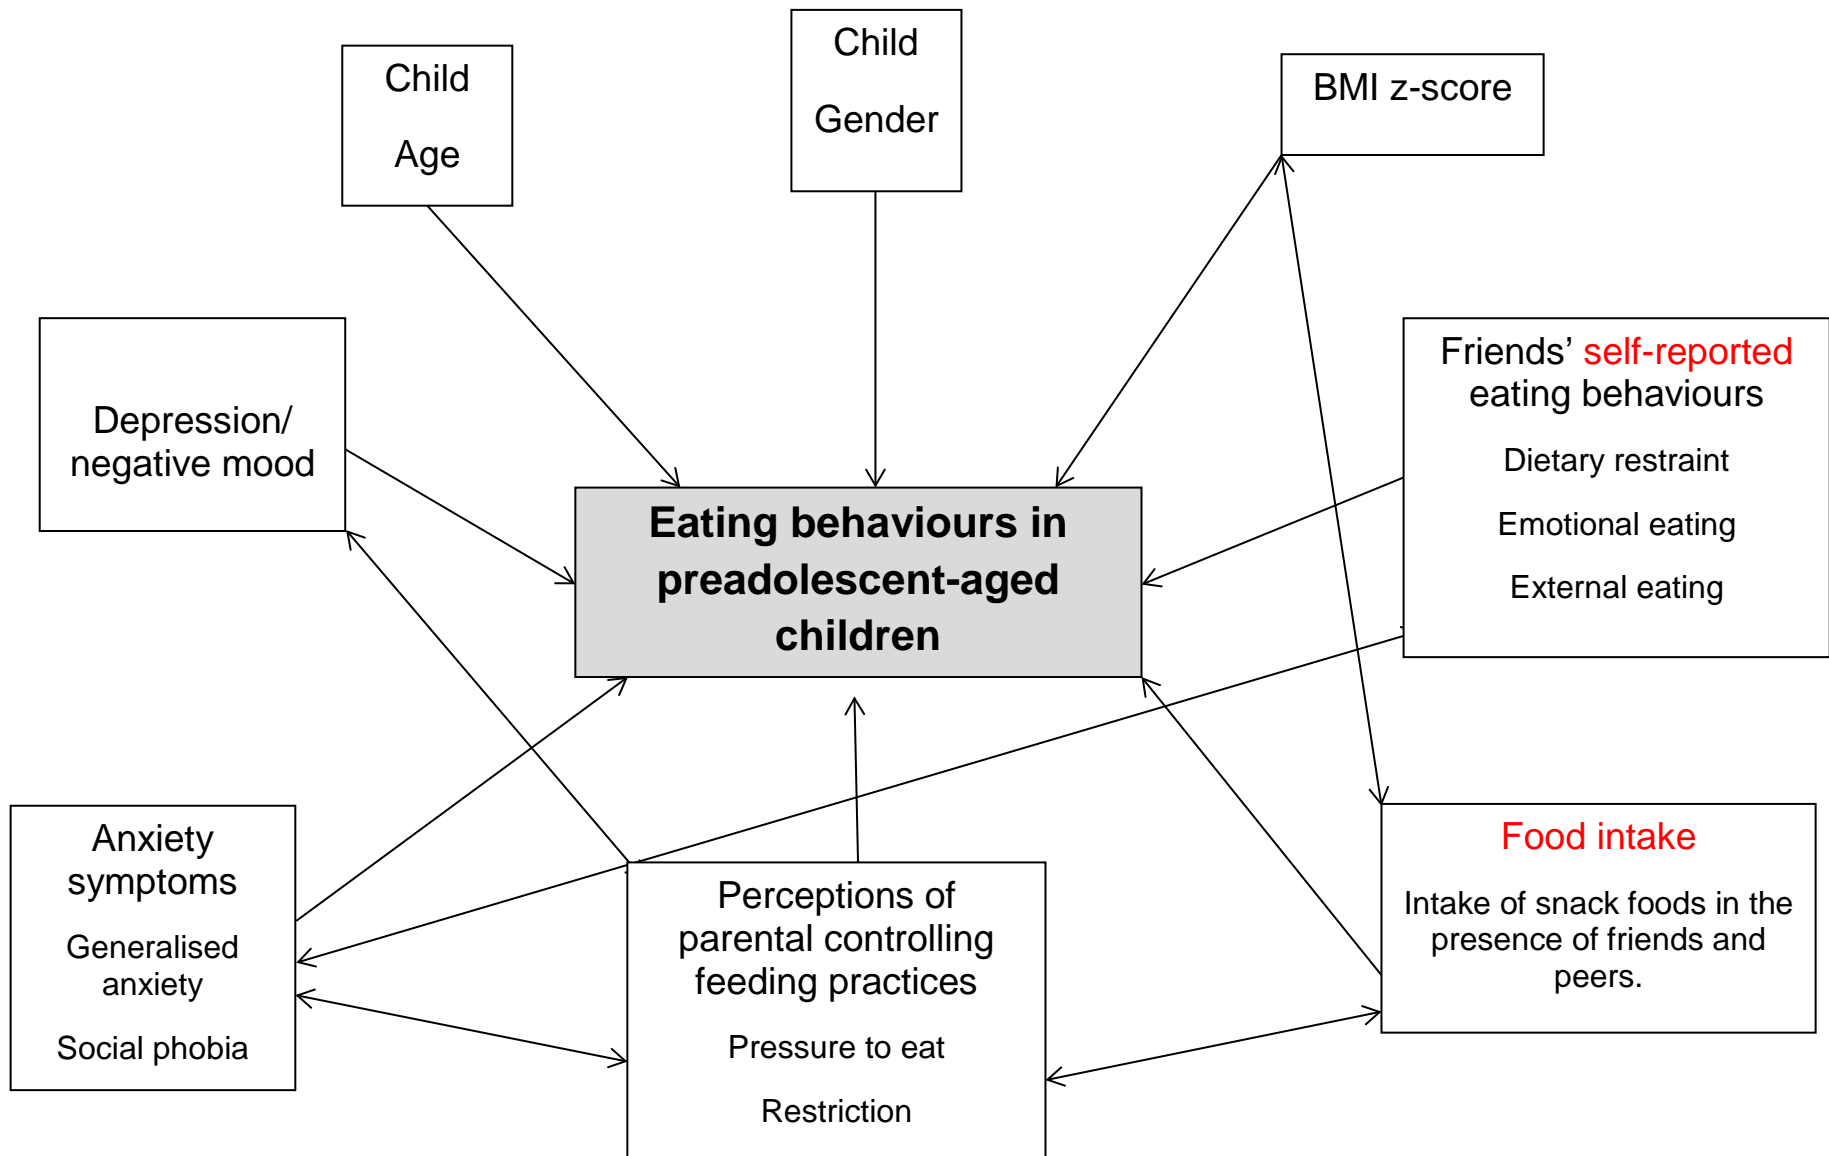 Child
Age
Child
Gender
BMI z-score
Depression/
negative mood
Friends’ self-reported
eating behaviours
Dietary restraint
Emotional eating
External eating
Eating behaviours in
preadolescent-aged
children
Anxiety
symptoms
Generalised
anxiety
Social phobia
Perceptions of
parental controlling
feeding practices
Pressure to eat
Restriction
Food intake
Intake of snack foods in the
presence of friends and
peers.